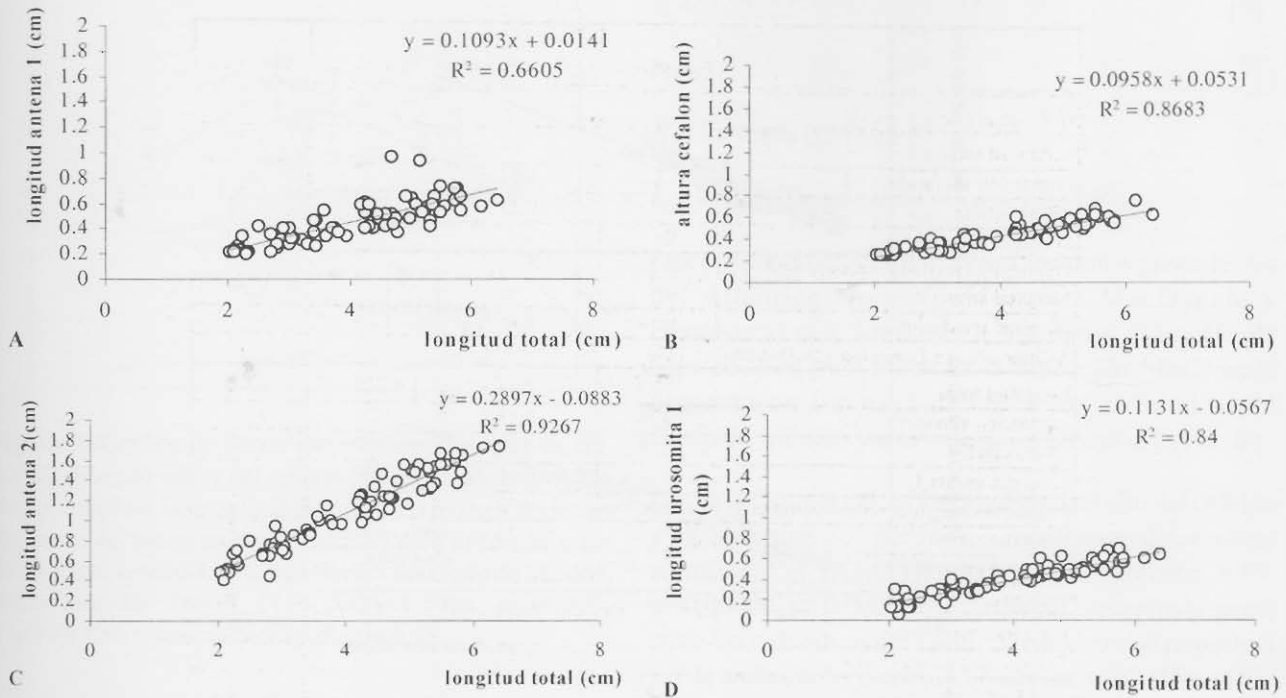 y = 0.1093x + 0.0141
R² = 0.6605
longitud antena 1 (cm)
2
1.8
1.6
1.4
1.2
1
0.8
0.6
0.4
0.2
0
0 2 4 6 8
longitud total (cm)
A
y = 0.0958x + 0.0531
R² = 0.8683
altura cefalon (cm)
2
1.8
1.6
1.4
1.2
1
0.8
0.6
0.4
0.2
0
0 2 4 6 8
longitud total (cm)
B
y = 0.2897x - 0.0883
R² = 0.9267
longitud antena 2(cm)
2
1.8
1.6
1.4
1.2
1
0.8
0.6
0.4
0.2
0
0 2 4 6 8
longitud total (cm)
C
y = 0.1131x - 0.0567
R² = 0.84
longitud urosomita 1
(cm)
2
1.8
1.6
1.4
1.2
1
0.8
0.6
0.4
0.2
0
0 2 4 6 8
longitud total (cm)
D